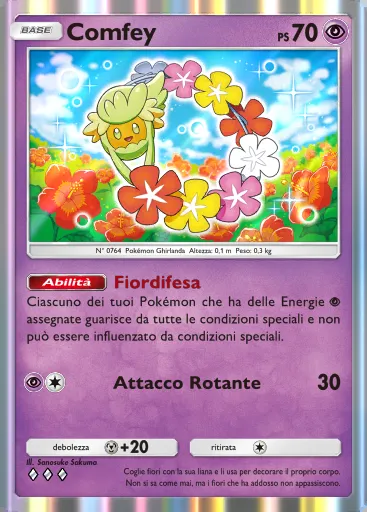 BASE Comfey PS 70
N° 0764 Pokémon Ghirlanda Altezza: 0,1 m Peso: 0,3 kg
Abilità Fiordifesa
Ciascuno dei tuoi Pokémon che ha delle Energie
assegnate guarisce da tutte le condizioni speciali e non
può essere influenzato da condizioni speciali.
Attacco Rotante 30
debolezza +20 ritirata
Ill. Sanosuke Sakuma
Coglie fiori con la sua liana e li usa per decorare il proprio corpo.
Non si sa come mai, ma i fiori che ha addosso non appassiscono.